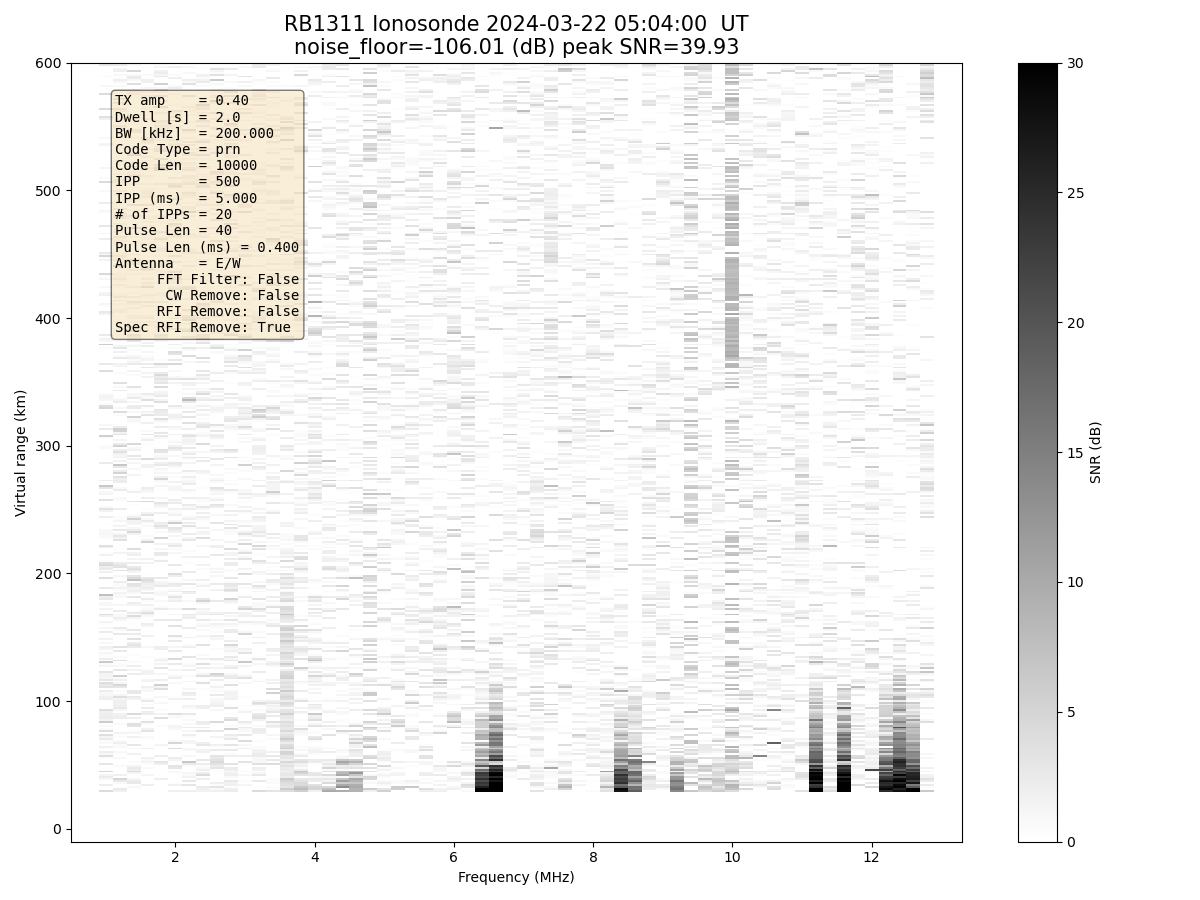 RB1311 Ionosonde 2024-03-22 05:04:00  UT
noise_floor=-106.01 (dB) peak SNR=39.93
TX amp    = 0.40
Dwell [s] = 2.0
BW [kHz]  = 200.000
Code Type = prn
Code Len  = 10000
IPP       = 500
IPP (ms)  = 5.000
# of IPPs = 20
Pulse Len = 40
Pulse Len (ms) = 0.400
Antenna   = E/W
FFT Filter: False
CW Remove: False
RFI Remove: False
Spec RFI Remove: True
600
500
400
300
200
100
0
Virtual range (km)
2
4
6
8
10
12
Frequency (MHz)
30
25
20
15
10
5
0
SNR (dB)